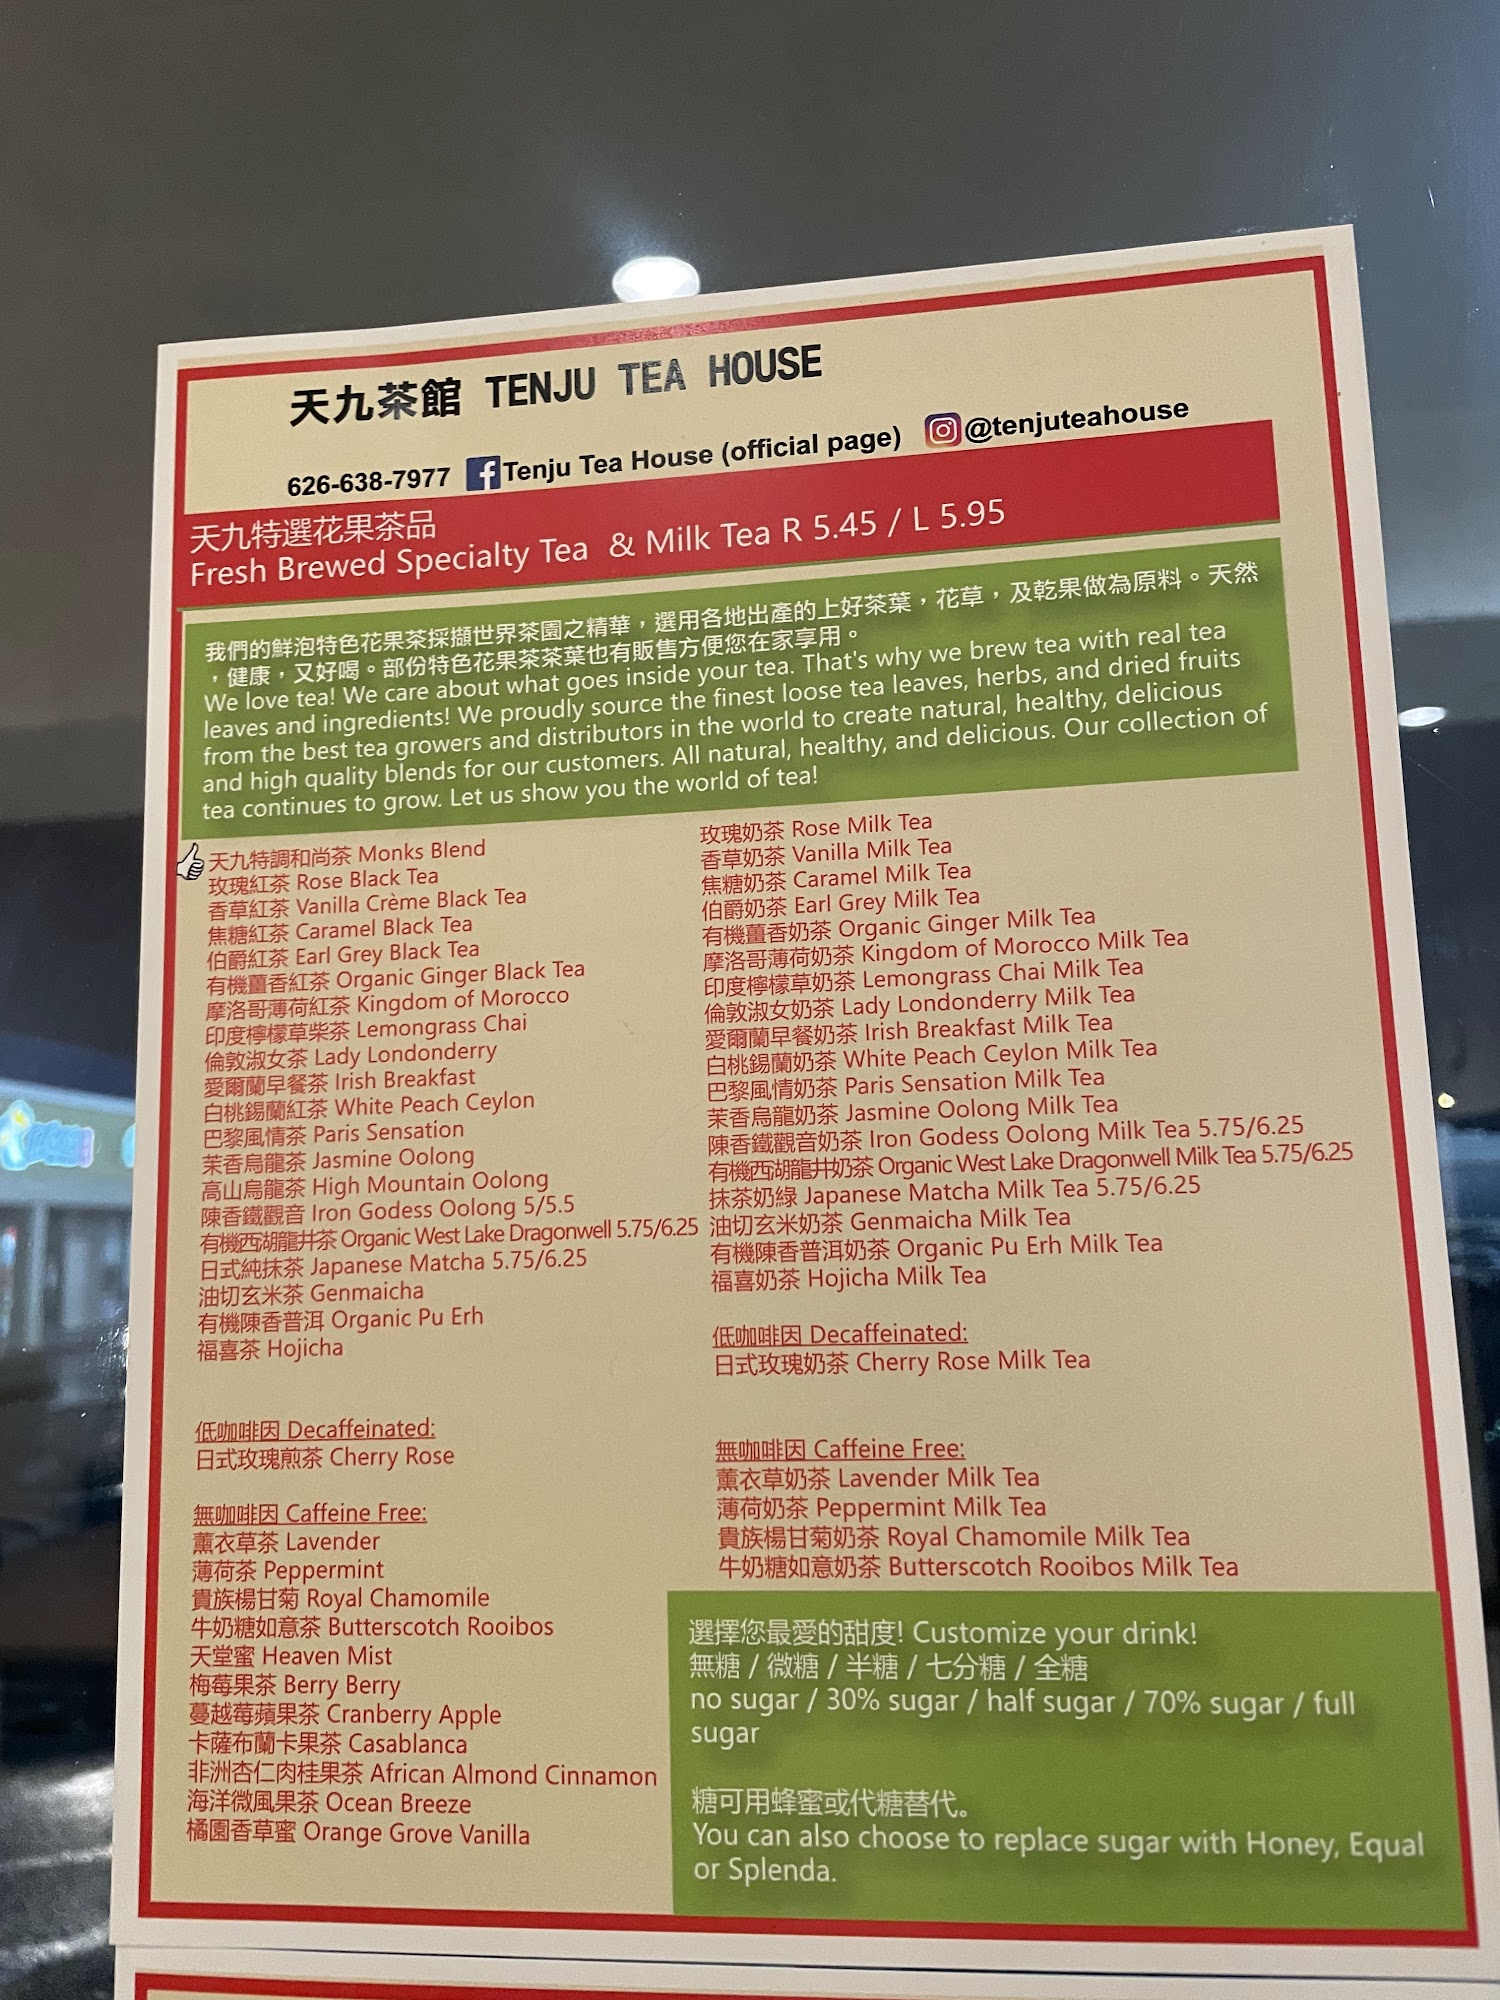 天九茶館 TENJU TEA HOUSE
626-638-7977 Tenju Tea House (official page) @tenjuteahouse
天九特選花果茶品
Fresh Brewed Specialty Tea & Milk Tea R 5.45 / L 5.95
我們的鮮泡特色花果茶採擷世界茶園之精華，選用各地出產的上好茶葉，花草，及乾果做為原料。天然
，健康，又好喝。部份特色花果茶茶葉也有販售方便您在家享用。
We love tea! We care about what goes inside your tea. That's why we brew tea with real tea
leaves and ingredients! We proudly source the finest loose tea leaves, herbs, and dried fruits
from the best tea growers and distributors in the world to create natural, healthy, delicious
and high quality blends for our customers. All natural, healthy, and delicious. Our collection of
tea continues to grow. Let us show you the world of tea!
天九特調和尚茶 Monks Blend
玫瑰紅茶 Rose Black Tea
香草紅茶 Vanilla Crème Black Tea
焦糖紅茶 Caramel Black Tea
伯爵紅茶 Earl Grey Black Tea
有機薑香紅茶 Organic Ginger Black Tea
摩洛哥薄荷紅茶 Kingdom of Morocco
印度檸檬草柴茶 Lemongrass Chai
倫敦淑女茶 Lady Londonderry
愛爾蘭早餐茶 Irish Breakfast
白桃錫蘭紅茶 White Peach Ceylon
巴黎風情茶 Paris Sensation
茉香烏龍茶 Jasmine Oolong
高山烏龍茶 High Mountain Oolong
陳香鐵觀音 Iron Godess Oolong 5/5.5
有機西湖龍井茶 Organic West Lake Dragonwell 5.75/6.25
日式純抹茶 Japanese Matcha 5.75/6.25
油切玄米茶 Genmaicha
有機陳香普洱 Organic Pu Erh
福喜茶 Hojicha
低咖啡因 Decaffeinated:
日式玫瑰煎茶 Cherry Rose
無咖啡因 Caffeine Free:
薰衣草茶 Lavender
薄荷茶 Peppermint
貴族楊甘菊 Royal Chamomile
牛奶糖如意茶 Butterscotch Rooibos
天堂蜜 Heaven Mist
梅莓果茶 Berry Berry
蔓越莓蘋果茶 Cranberry Apple
卡薩布蘭卡果茶 Casablanca
非洲杏仁肉桂果茶 African Almond Cinnamon
海洋微風果茶 Ocean Breeze
橘園香草蜜 Orange Grove Vanilla
玫瑰奶茶 Rose Milk Tea
香草奶茶 Vanilla Milk Tea
焦糖奶茶 Caramel Milk Tea
伯爵奶茶 Earl Grey Milk Tea
有機薑香奶茶 Organic Ginger Milk Tea
摩洛哥薄荷奶茶 Kingdom of Morocco Milk Tea
印度檸檬草奶茶 Lemongrass Chai Milk Tea
倫敦淑女奶茶 Lady Londonderry Milk Tea
愛爾蘭早餐奶茶 Irish Breakfast Milk Tea
白桃錫蘭奶茶 White Peach Ceylon Milk Tea
巴黎風情奶茶 Paris Sensation Milk Tea
茉香烏龍奶茶 Jasmine Oolong Milk Tea
陳香鐵觀音奶茶 Iron Godess Oolong Milk Tea 5.75/6.25
有機西湖龍井奶茶 Organic West Lake Dragonwell Milk Tea 5.75/6.25
抹茶奶綠 Japanese Matcha Milk Tea 5.75/6.25
油切玄米奶茶 Genmaicha Milk Tea
有機陳香普洱奶茶 Organic Pu Erh Milk Tea
福喜奶茶 Hojicha Milk Tea
低咖啡因 Decaffeinated:
日式玫瑰奶茶 Cherry Rose Milk Tea
無咖啡因 Caffeine Free:
薰衣草奶茶 Lavender Milk Tea
薄荷奶茶 Peppermint Milk Tea
貴族楊甘菊奶茶 Royal Chamomile Milk Tea
牛奶糖如意奶茶 Butterscotch Rooibos Milk Tea
選擇您最愛的甜度! Customize your drink!
無糖 / 微糖 / 半糖 / 七分糖 / 全糖
no sugar / 30% sugar / half sugar / 70% sugar / full
sugar
糖可用蜂蜜或代糖替代。
You can also choose to replace sugar with Honey, Equal
or Splenda.